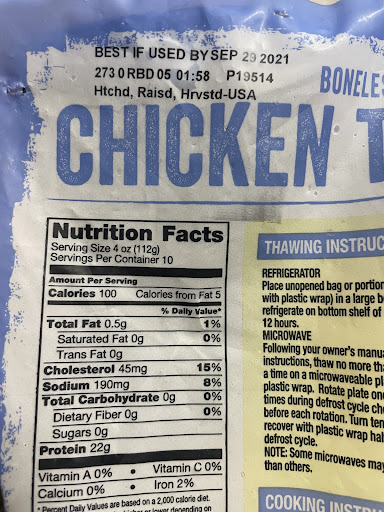 BEST IF USED BY SEP 29 2021
273 0 RBD 05 01:58 P19514
Htchd, Raisd, Hrvstd-USA
BONELES
CHICKEN T
Nutrition Facts
Serving Size 4 oz (112g)
Servings Per Container 10
Amount Per Serving
Calories 100 Calories from Fat 5
% Daily Value*
Total Fat 0.5g 1%
Saturated Fat 0g 0%
Trans Fat 0g
Cholesterol 45mg 15%
Sodium 190mg 8%
Total Carbohydrate 0g 0%
Dietary Fiber 0g 0%
Sugars 0g
Protein 22g
Vitamin A 0% • Vitamin C 0%
Calcium 0% • Iron 2%
*Percent Daily Values are based on a 2,000 calorie diet.
or lower depending on
THAWING INSTRUC
REFRIGERATOR
Place unopened bag or portion
with plastic wrap) in a large b
refrigerate on bottom shelf of
12 hours.
MICROWAVE
Following your owner's manu
instructions, thaw no more tha
a time on a microwaveable pl
plastic wrap. Rotate plate one
times during defrost cycle ch
before each rotation. Turn ten
recover with plastic wrap hal
defrost cycle.
NOTE: Some microwaves may
than others.
COOKING INSTRUC